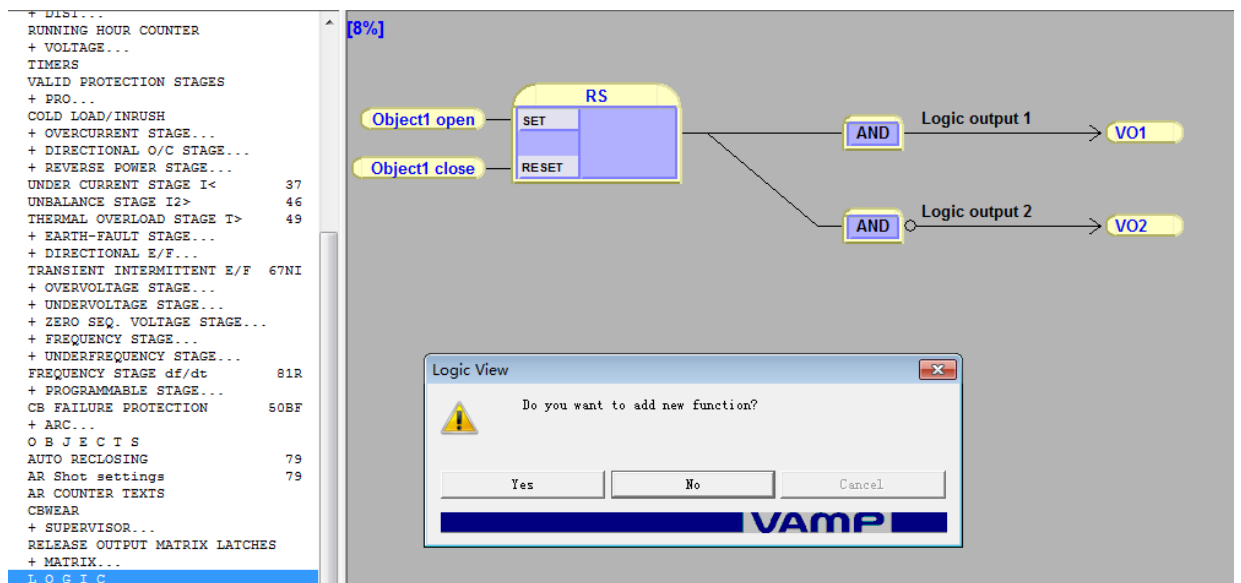 + DIST...
RUNNING HOUR COUNTER
+ VOLTAGE...
TIMERS
VALID PROTECTION STAGES
+ PRO...
COLD LOAD/INRUSH
+ OVERCURRENT STAGE...
+ DIRECTIONAL O/C STAGE...
+ REVERSE POWER STAGE...
UNDER CURRENT STAGE I< 37
UNBALANCE STAGE I2> 46
THERMAL OVERLOAD STAGE T> 49
+ EARTH-FAULT STAGE...
+ DIRECTIONAL E/F...
TRANSIENT INTERMITTENT E/F 67NI
+ OVERVOLTAGE STAGE...
+ UNDERVOLTAGE STAGE...
+ ZERO SEQ. VOLTAGE STAGE...
+ FREQUENCY STAGE...
+ UNDERFREQUENCY STAGE...
FREQUENCY STAGE df/dt 81R
+ PROGRAMMABLE STAGE...
CB FAILURE PROTECTION 50BF
+ ARC...
O B J E C T S
AUTO RECLOSING 79
AR Shot settings 79
AR COUNTER TEXTS
CBWEAR
+ SUPERVISOR...
RELEASE OUTPUT MATRIX LATCHES
+ MATRIX...
L O G I C
[8%]
RS
Object1 open
SET
Object1 close
RESET
AND
Logic output 1
VO1
AND
Logic output 2
VO2
Logic View
Do you want to add new function?
Yes
No
Cancel
VAMP